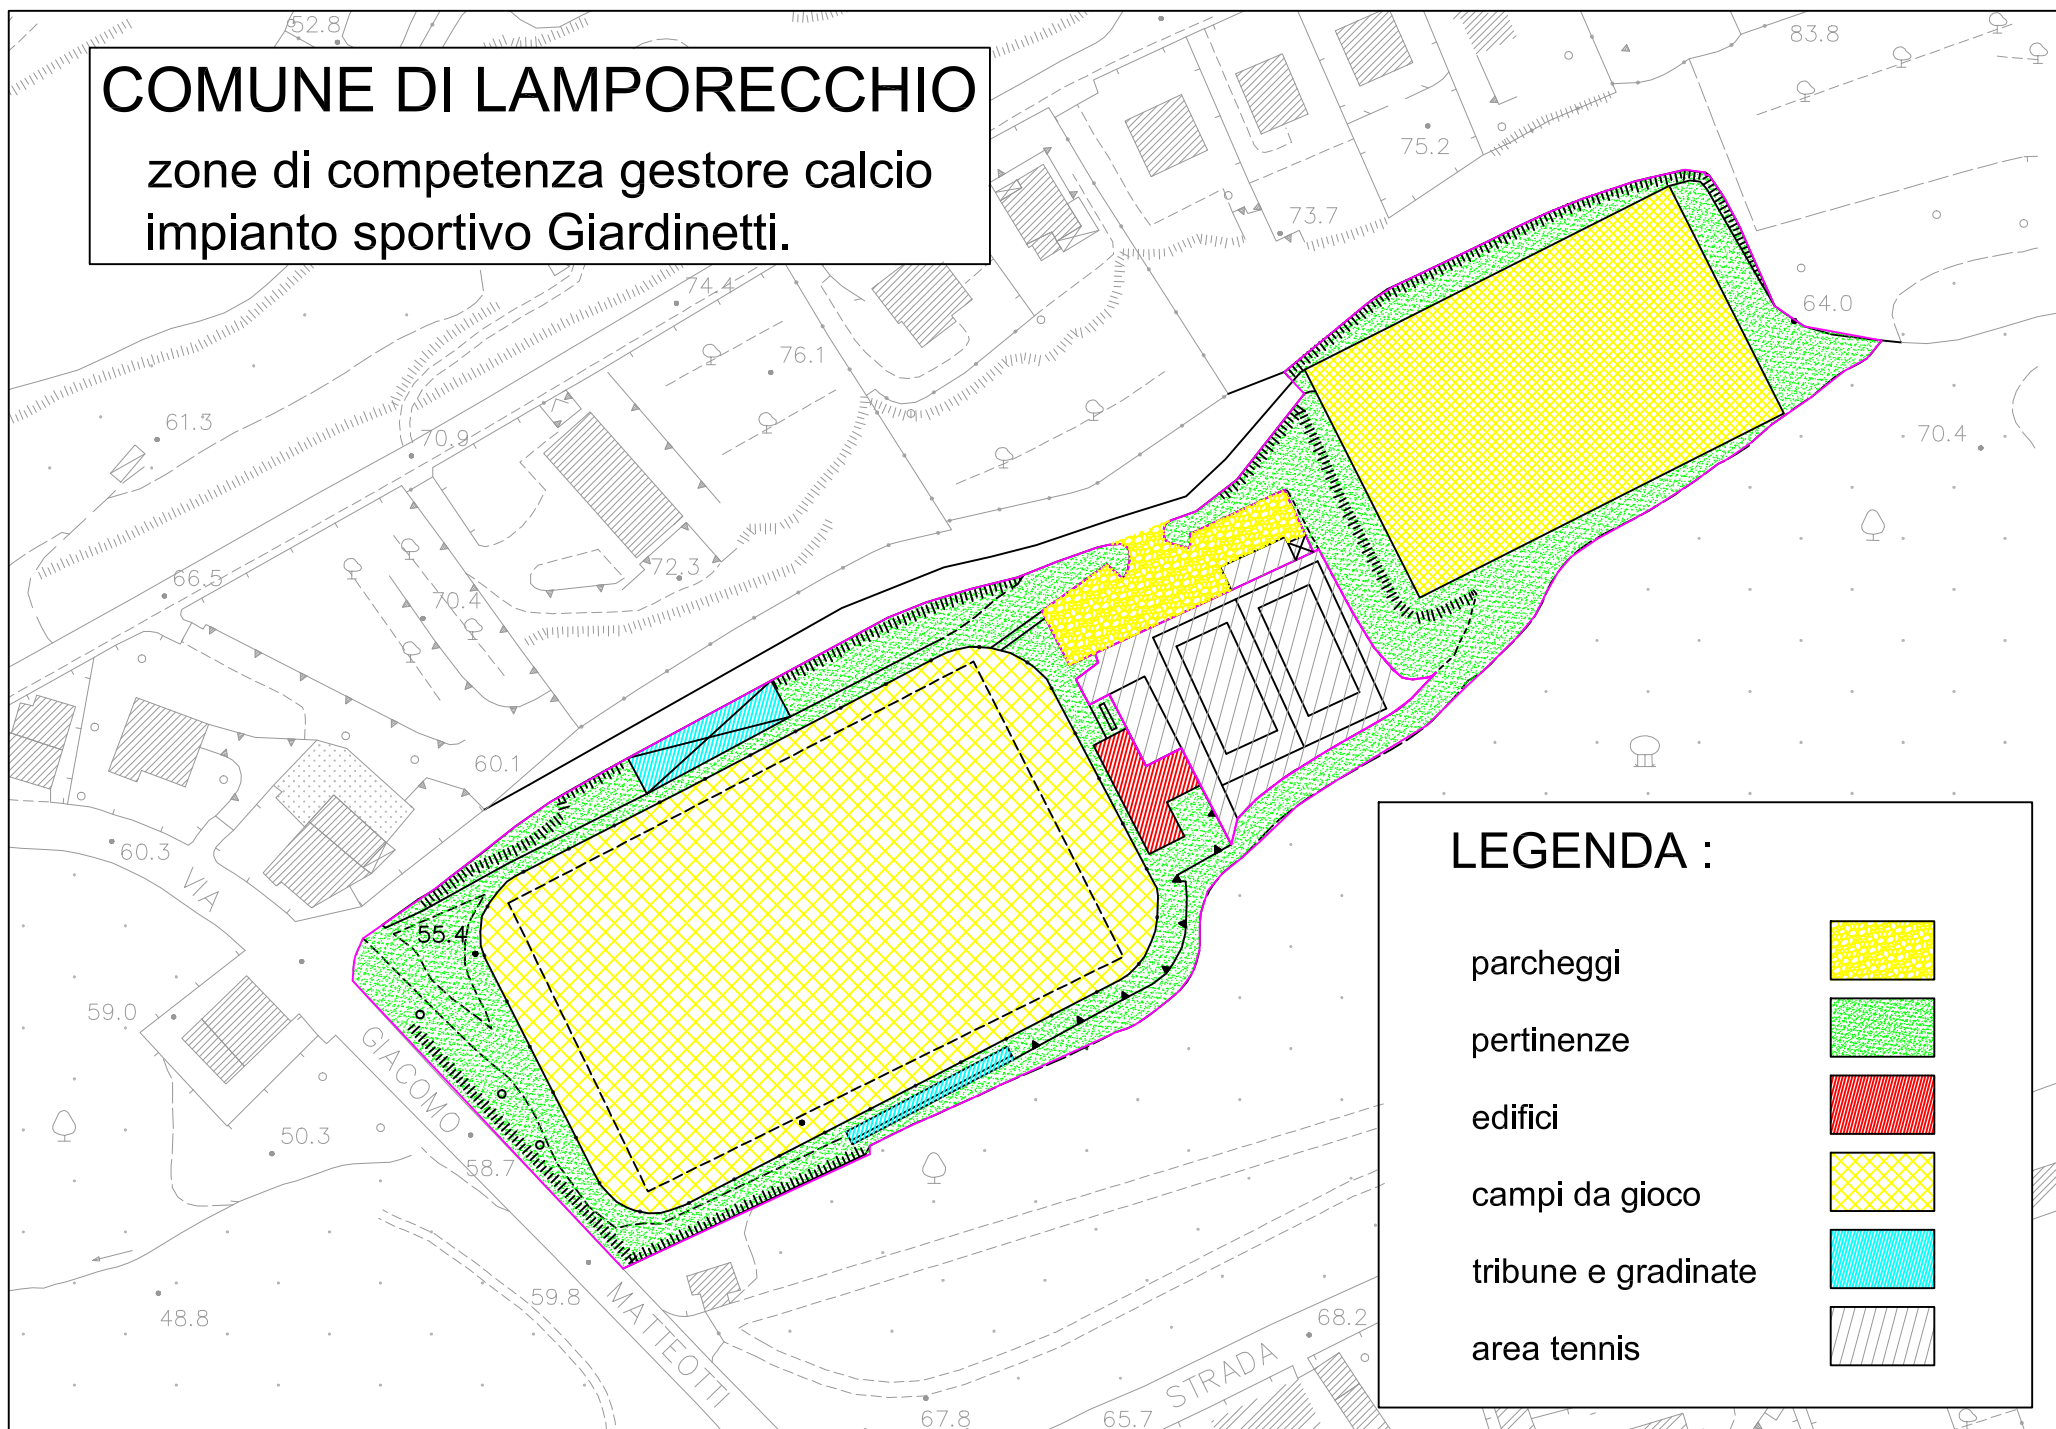 52.8
83.8
COMUNE DI LAMPORECCHIO
zone di competenza gestore calcio
impianto sportivo Giardinetti.
75.2
73.7
74.4
64.0
76.1
61.3
70.9
70.4
72.3
66.5
70.4
60.1
60.3
VIA
55.4
59.0
GIACOMO
50.3
58.7
59.8
MATTEOTTI
48.8
68.2
STRADA
67.8
65.7
LEGENDA :
parcheggi
pertinenze
edifici
campi da gioco
tribune e gradinate
area tennis